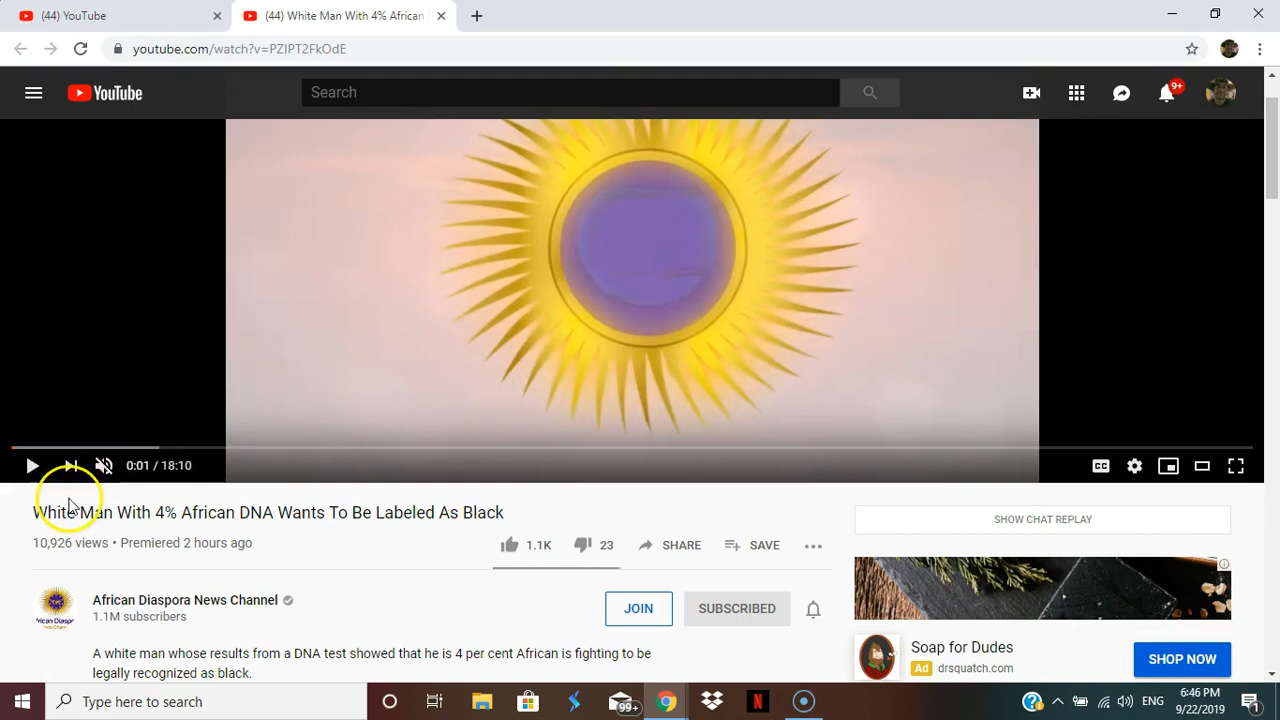 (44) YouTube
(44) White Man With 4% African
youtube.com/watch?v=PZIPT2FkOdE
YouTube
Search
9+
0:01 / 18:10
CC
White Man With 4% African DNA Wants To Be Labeled As Black
10,926 views • Premiered 2 hours ago
1.1K
23
SHARE
SAVE
African Diaspora News Channel
1.1M subscribers
JOIN
SUBSCRIBED
A white man whose results from a DNA test showed that he is 4 per cent African is fighting to be
legally recognized as black.
SHOW CHAT REPLAY
Soap for Dudes
Ad drsquatch.com
SHOP NOW
Type here to search
99+
ENG
6:46 PM
9/22/2019
1